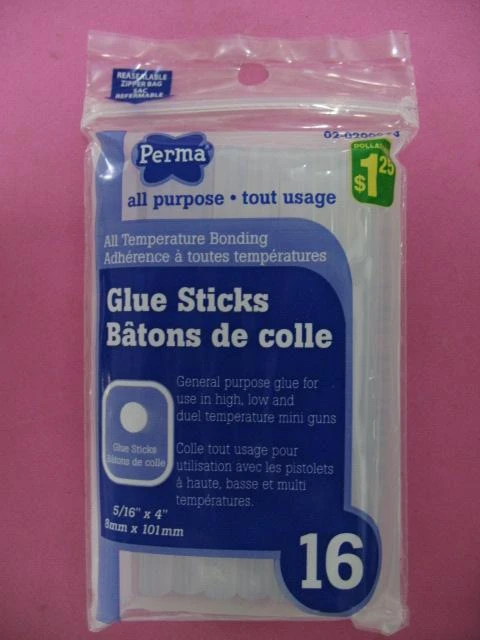 REASEALABLE
ZIPPER BAG
SAC
REFERMABLE
Perma
DOLLAR
$1.25
all purpose • tout usage
All Temperature Bonding
Adhérence à toutes températures
Glue Sticks
Bâtons de colle
General purpose glue for
use in high, low and
duel temperature mini guns
Glue Sticks
Bâtons de colle
Colle tout usage pour
utilisation avec les pistolets
à haute, basse et multi
températures.
5/16" x 4"
8mm x 101mm
16